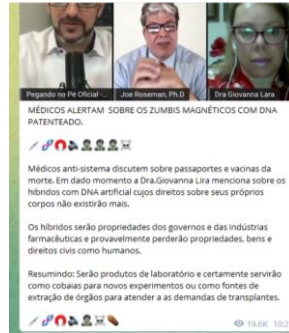 Pegando no Pé Oficial -...
Joe Roseman, Ph.D
Dra Giovanna Lara
MÉDICOS ALERTAM SOBRE OS ZUMBIS MAGNÉTICOS COM DNA
PATENTEADO.
Médicos anti-sistema discutem sobre passaportes e vacinas da
morte. Em dado momento a Dra.Giovanna Lira menciona sobre os
híbridos com DNA artificial cujos direitos sobre seus próprios
corpos não existirão mais.
Os híbridos serão propriedades dos governos e das indústrias
farmacêuticas e provavelmente perderão propriedades, bens e
direitos civis como humanos.
Resumindo: Serão produtos de laboratório e certamente servirão
como cobaias para novos experimentos ou como fontes de
extração de órgãos para atender a as demandas de transplantes.
19.6K 10:2